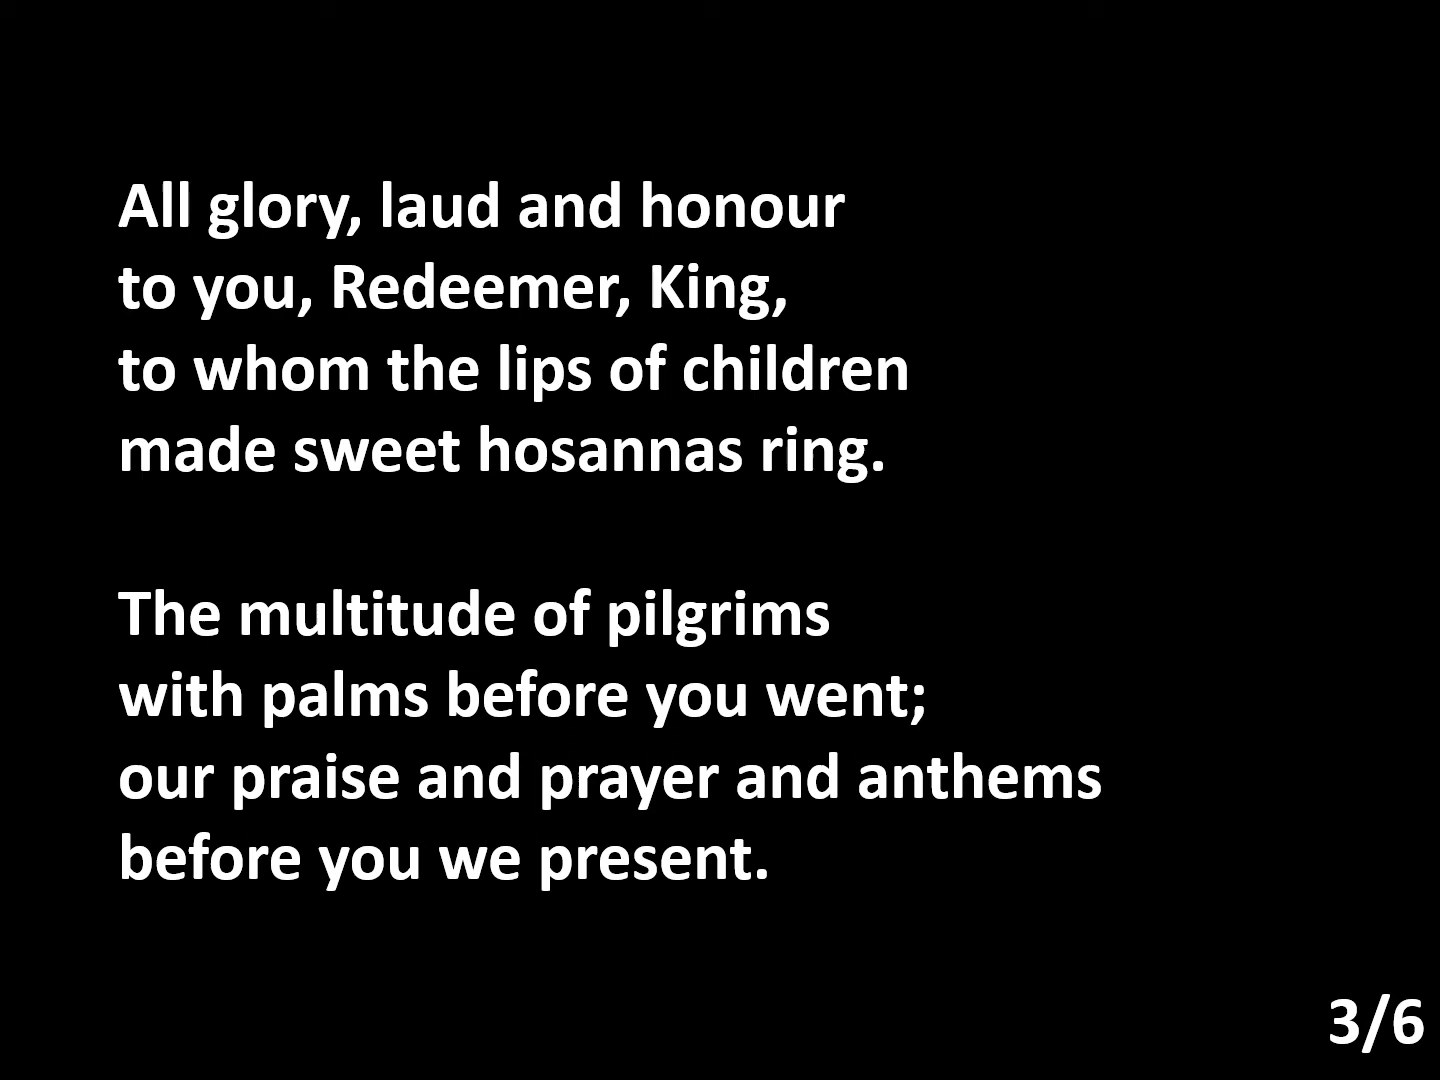 All glory, laud and honour
to you, Redeemer, King,
to whom the lips of children
made sweet hosannas ring.
The multitude of pilgrims
with palms before you went;
our praise and prayer and anthems
before you we present.
3/6